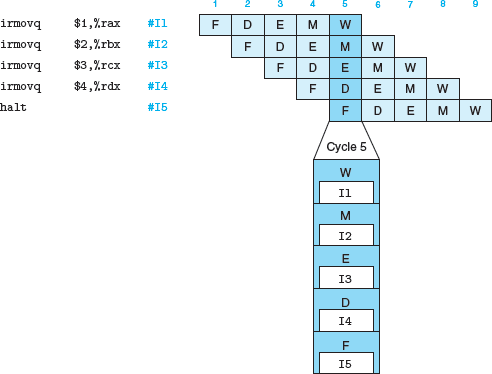 1 2 3 4 5 6 7 8 9
irmovq $1,%rax #I1 F D E M W
irmovq $2,%rbx #I2 F D E M W
irmovq $3,%rcx #I3 F D E M W
irmovq $4,%rdx #I4 F D E M W
halt #I5 F D E M W
Cycle 5
W
I1
M
I2
E
I3
D
I4
F
I5